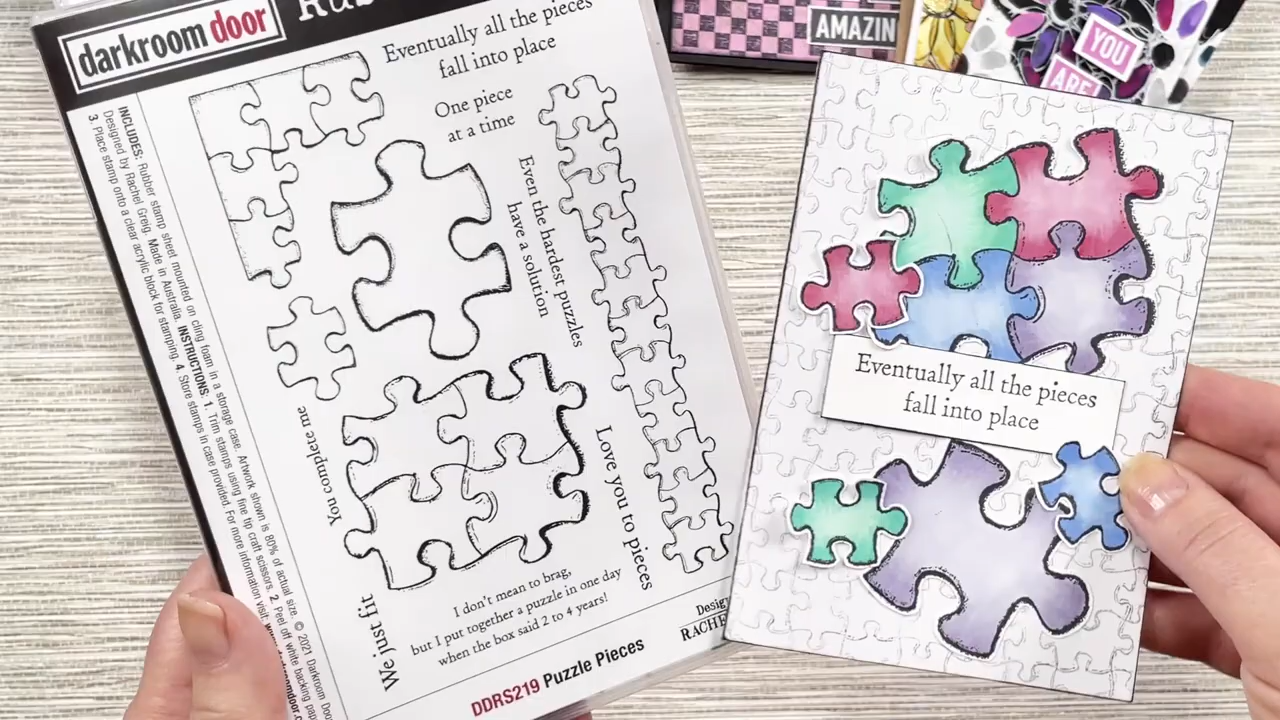 darkroom door
Eventually all the pieces
fall into place
One piece
at a time
Even the hardest puzzles
have a solution
You complete me
Love you to pieces
We just fit
I don't mean to brag,
but I put together a puzzle in one day
when the box said 2 to 4 years!
INCLUDES: Rubber stamp sheet mounted on cling foam in a storage case. Artwork shown is 80% of actual size © 2021 Darkroom
Designed by Rachel Greig. Made in Australia. INSTRUCTIONS: 1. Trim stamps using fine tip craft scissors. 2. Peel off white backing
3. Place stamp onto a clear acrylic block for stamping. 4. Store stamps in case provided. For more information visit
DDRS219 Puzzle Pieces
AMAZIN
YOU
ARE
Eventually all the pieces
fall into place